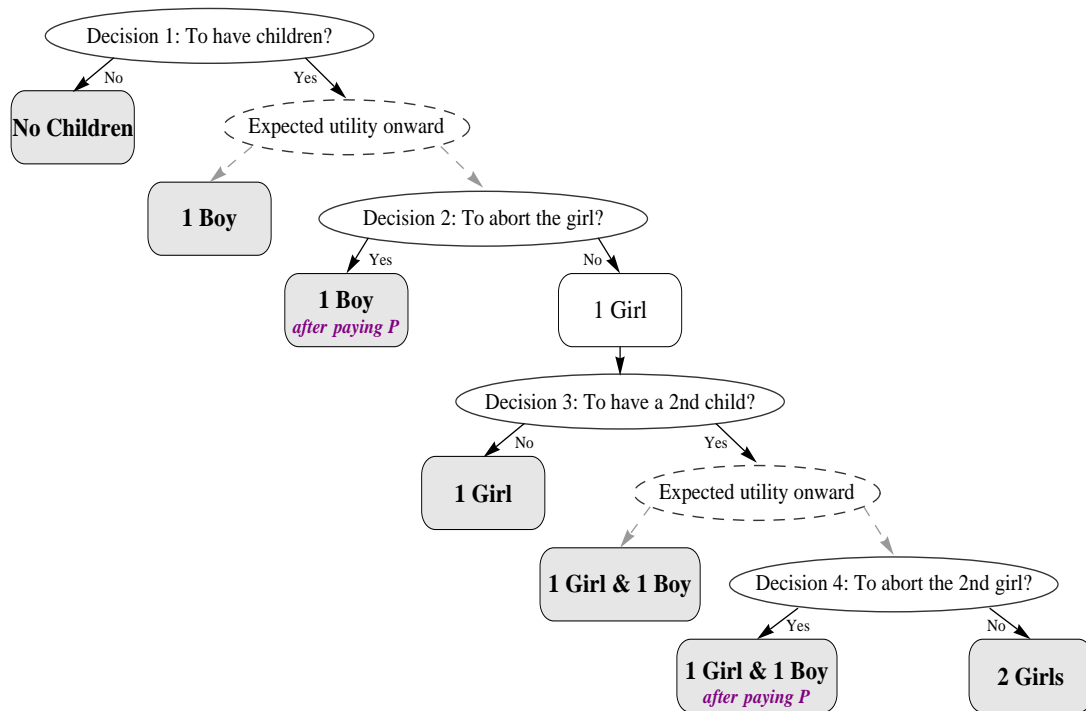 Decision 1: To have children?
No
Yes
No Children
Expected utility onward
1 Boy
Decision 2: To abort the girl?
Yes
No
1 Boy
after paying P
1 Girl
Decision 3: To have a 2nd child?
No
Yes
1 Girl
Expected utility onward
1 Girl & 1 Boy
Decision 4: To abort the 2nd girl?
Yes
No
1 Girl & 1 Boy
after paying P
2 Girls